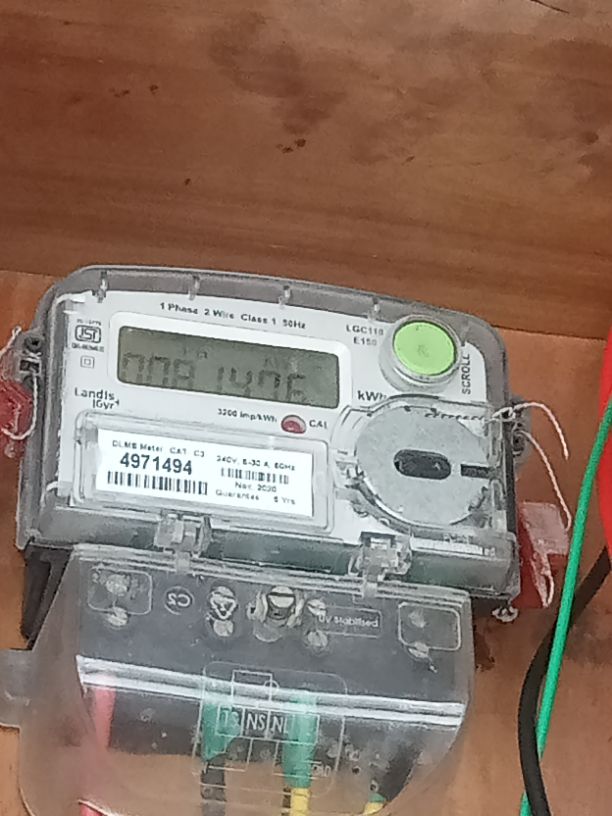 1 Phase 2 Wire Class 1 50Hz
LGC110
E150
SCROLL
kWh
Landis
Gyr+
3200 imp/kWh
CAL
DLMS Meter CAT C3
240V, 5-30 A, 50Hz
4971494
Nov. 2020
Guarantee 5 Yrs
UV Stabilised